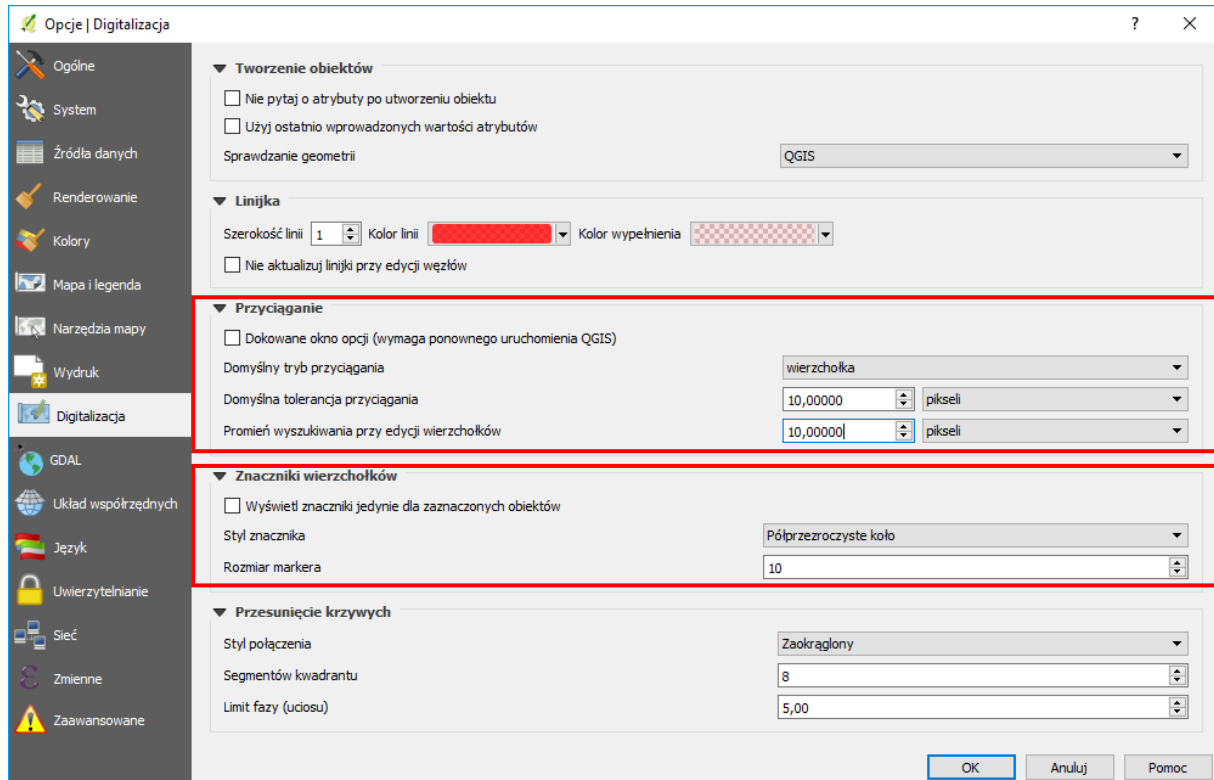 Opcje | Digitalizacja
?
Ogólne
System
Źródła danych
Renderowanie
Kolory
Mapa i legenda
Narzędzia mapy
Wydruk
Digitalizacja
GDAL
Układ współrzędnych
Język
Uwierzytelnianie
Sieć
Zmienne
Zaawansowane
Tworzenie obiektów
Nie pytaj o atrybuty po utworzeniu obiektu
Użyj ostatnio wprowadzonych wartości atrybutów
Sprawdzanie geometrii QGIS
Linijka
Szerokość linii 1 Kolor linii Kolor wypełnienia
Nie aktualizuj linijki przy edycji węzłów
Przyciąganie
Dokowane okno opcji (wymaga ponownego uruchomienia QGIS)
Domyślny tryb przyciągania wierzchołka
Domyślna tolerancja przyciągania 10,00000 pikseli
Promień wyszukiwania przy edycji wierzchołków 10,00000 pikseli
Znaczniki wierzchołków
Wyświetl znaczniki jedynie dla zaznaczonych obiektów
Styl znacznika Półprzezroczyste koło
Rozmiar markera 10
Przesunięcie krzywych
Styl połączenia Zaokrąglony
Segmentów kwadrantu 8
Limit fazy (uciosu) 5,00
OK Anuluj Pomoc